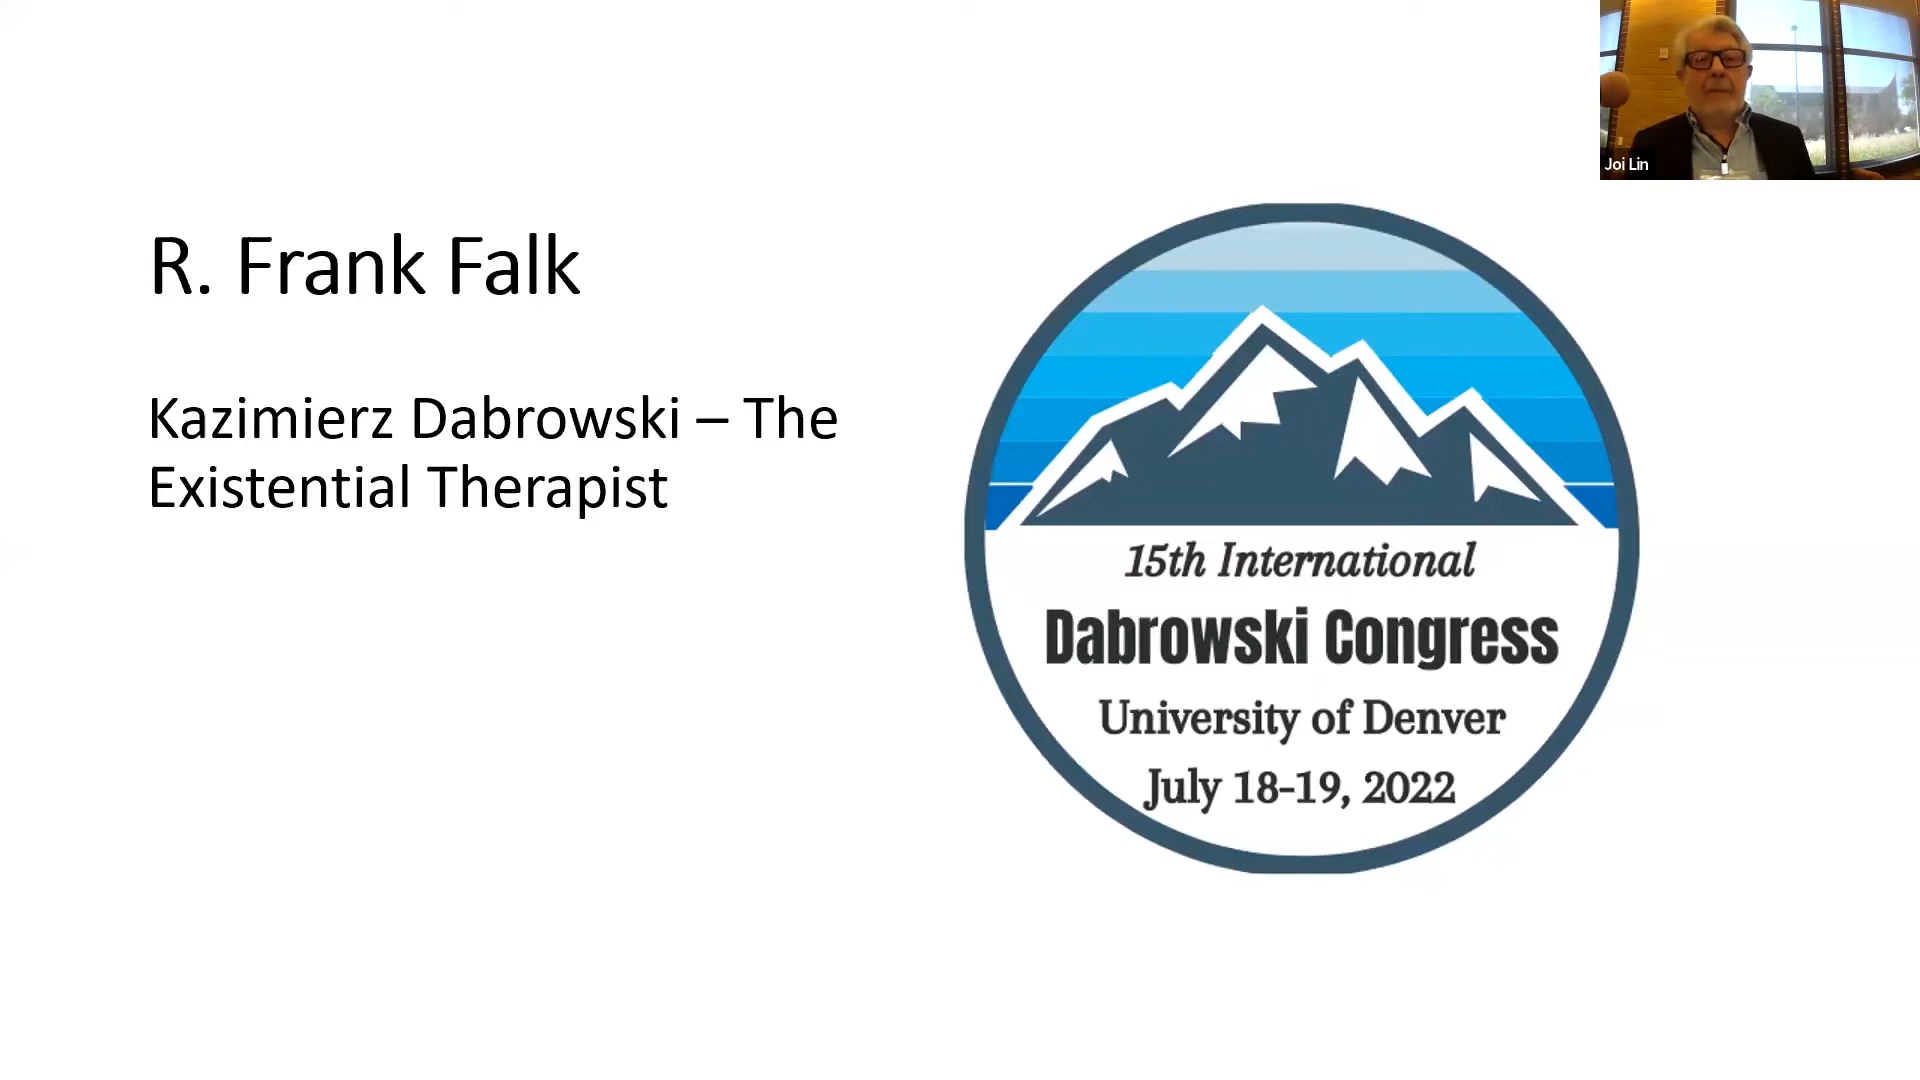 Joi Lin
R. Frank Falk
Kazimierz Dabrowski – The
Existential Therapist
15th International
Dabrowski Congress
University of Denver
July 18-19, 2022